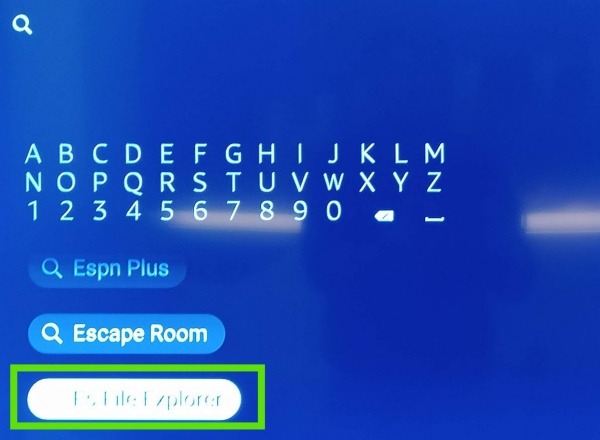 A B C D E F G H I J K L M
N O P Q R S T U V W X Y Z
1 2 3 4 5 6 7 8 9 0
Espn Plus
Escape Room
Es File Explorer